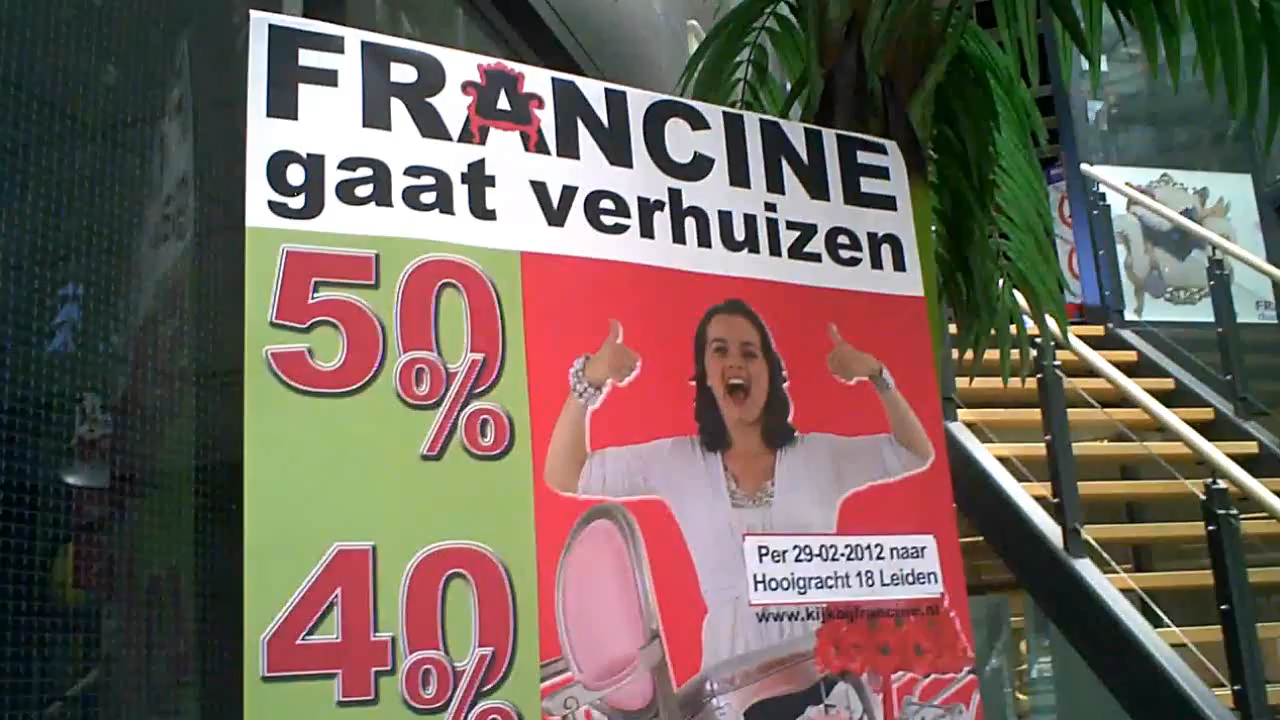 FRANCINE
gaat verhuizen
50%
40%
Per 29-02-2012 naar
Hooigracht 18 Leiden
www.kijkbijfrancine.nl